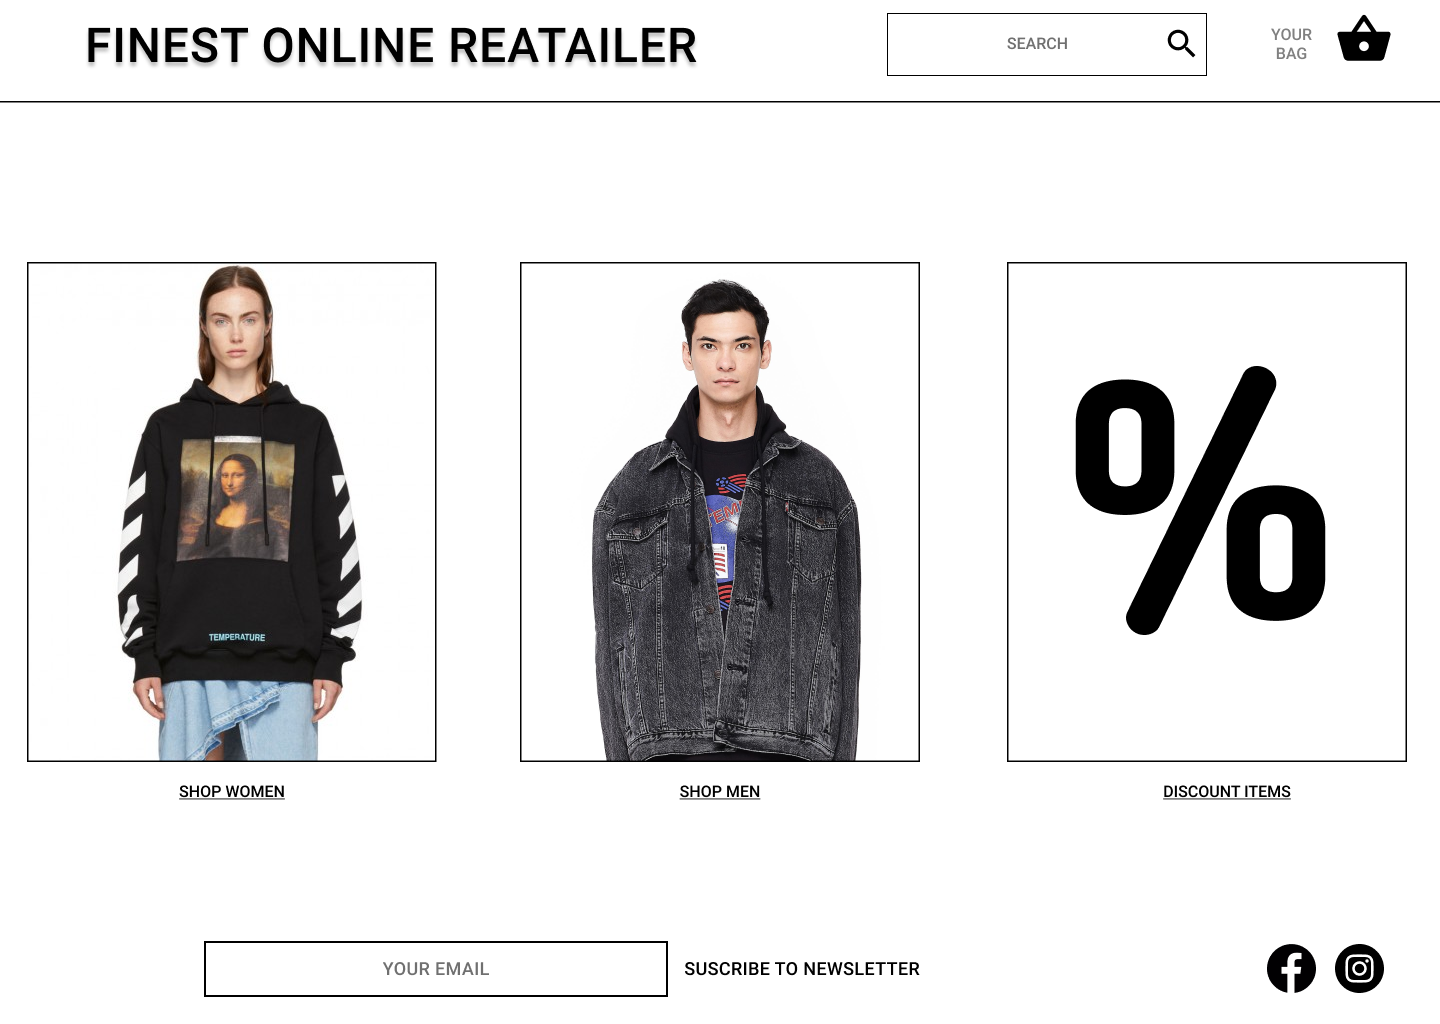 FINEST ONLINE REATAILER
SEARCH
YOUR
BAG
TEMPERATURE
%
SHOP WOMEN
SHOP MEN
DISCOUNT ITEMS
YOUR EMAIL
SUSCRIBE TO NEWSLETTER